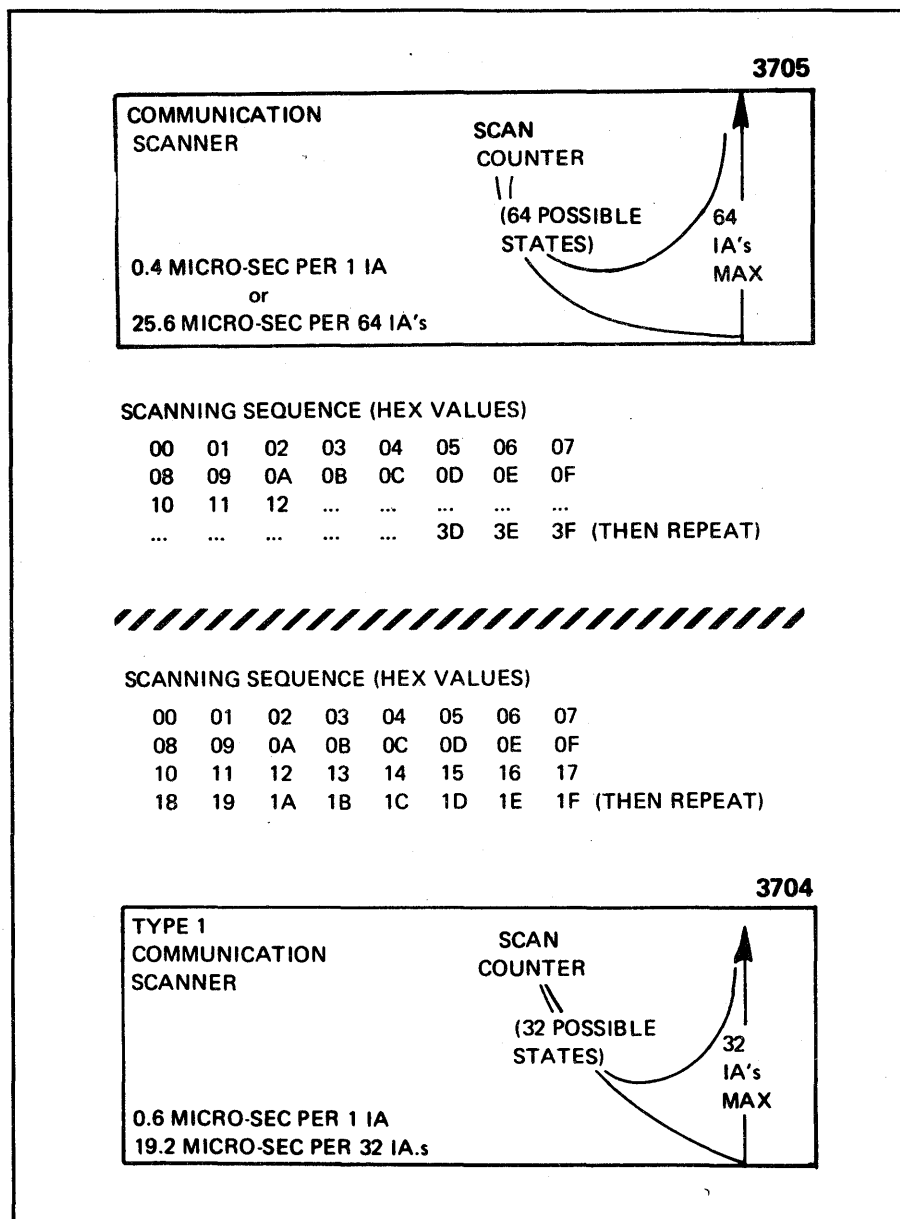 3705
COMMUNICATION
SCANNER
SCAN
COUNTER
(64 POSSIBLE
STATES)
64
IA's
MAX
0.4 MICRO-SEC PER 1 IA
or
25.6 MICRO-SEC PER 64 IA's
SCANNING SEQUENCE (HEX VALUES)
00 01 02 03 04 05 06 07
08 09 0A 0B 0C 0D 0E 0F
10 11 12 ... ... ... ... ...
... ... ... ... ... 3D 3E 3F (THEN REPEAT)
SCANNING SEQUENCE (HEX VALUES)
00 01 02 03 04 05 06 07
08 09 0A 0B 0C 0D 0E 0F
10 11 12 13 14 15 16 17
18 19 1A 1B 1C 1D 1E 1F (THEN REPEAT)
3704
TYPE 1
COMMUNICATION
SCANNER
SCAN
COUNTER
(32 POSSIBLE
STATES)
32
IA's
MAX
0.6 MICRO-SEC PER 1 IA
19.2 MICRO-SEC PER 32 IA.s